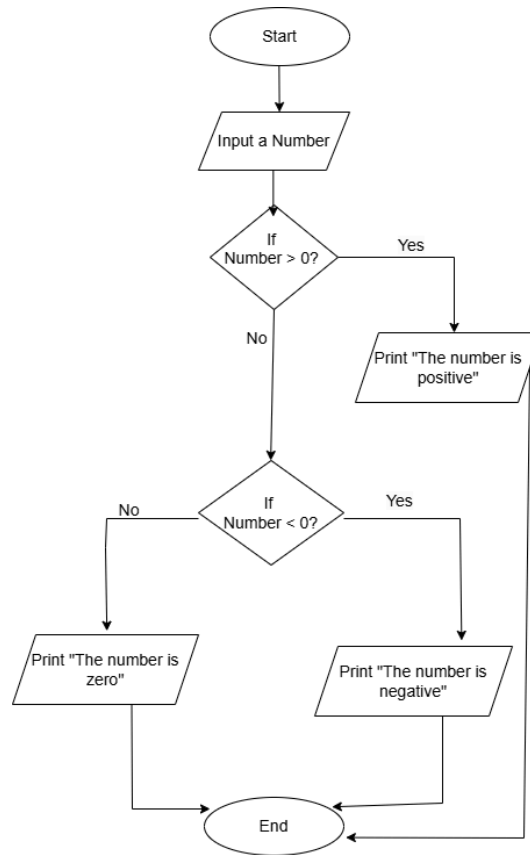 Start
Input a Number
If
Number > 0?
Yes
No
Print "The number is
positive"
If
Number < 0?
No
Yes
Print "The number is
zero"
Print "The number is
negative"
End